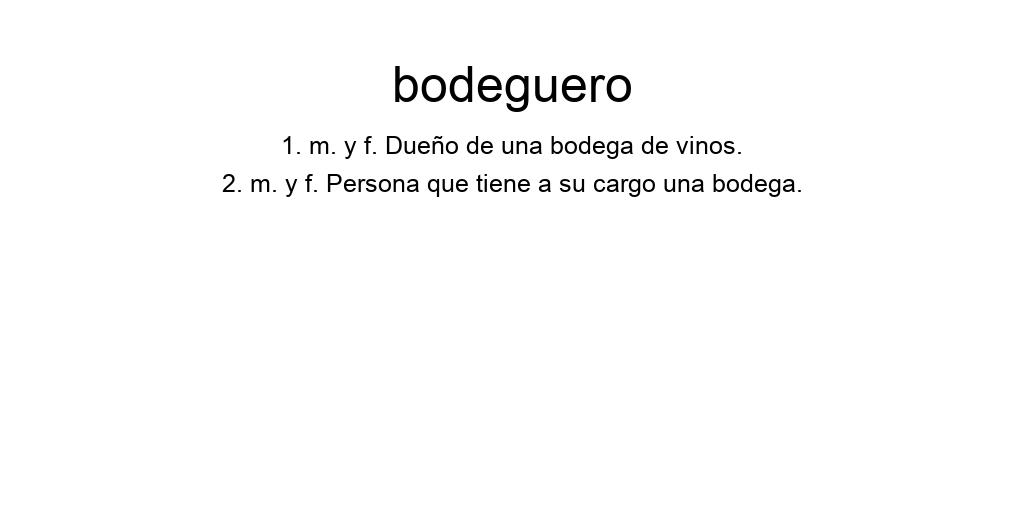 bodeguero
1. m. y f. Dueño de una bodega de vinos.
2. m. y f. Persona que tiene a su cargo una bodega.